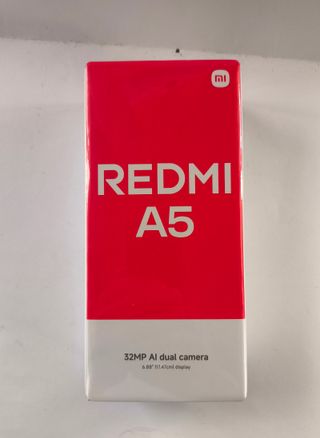 mi
REDMI
A5
32MP AI dual camera
6.88" (17.47cm) display